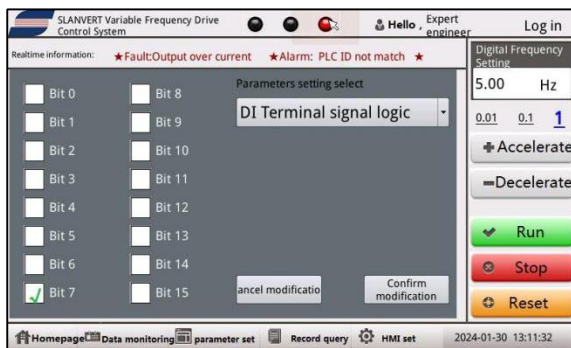 SLANVERT Variable Frequency Drive
Control System
Hello , Expert
engineer
Log in
Realtime information: ★Fault:Output over current ★Alarm: PLC ID not match ★
Digital Frequency
Setting
5.00 Hz
0.01 0.1 1
Accelerate
Decelerate
Run
Stop
Reset
Parameters setting select
DI Terminal signal logic
Bit 0 Bit 8
Bit 1 Bit 9
Bit 2 Bit 10
Bit 3 Bit 11
Bit 4 Bit 12
Bit 5 Bit 13
Bit 6 Bit 14
Bit 7 Bit 15
ancel modificatio
Confirm
modification
Homepage Data monitoring parameter set Record query HMI set 2024-01-30 13:11:32